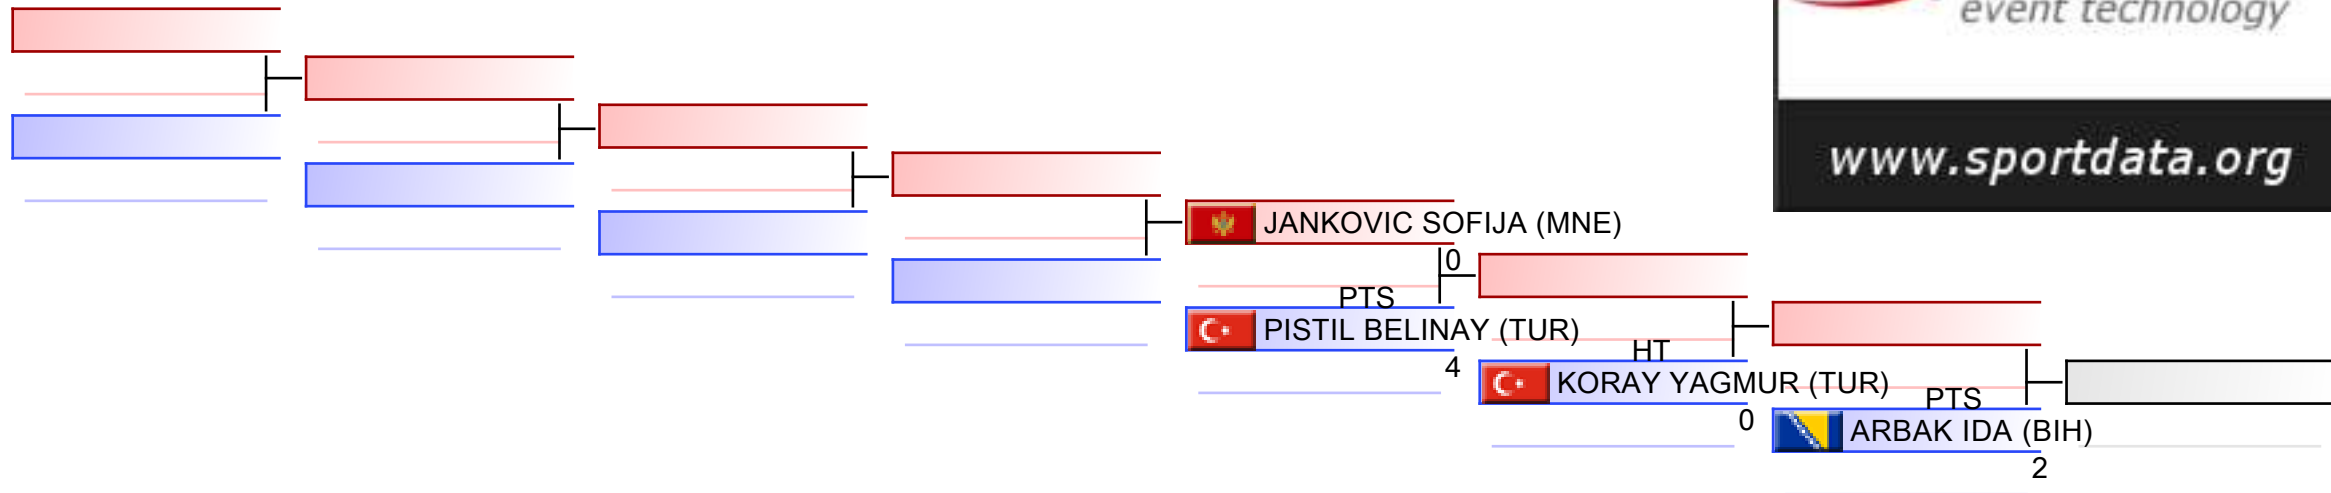 event technology
www.sportdata.org
JANKOVIC SOFIJA (MNE)
0
PTS
PISTIL BELINAY (TUR)
4
HT
KORAY YAGMUR (TUR)
0
PTS
ARBAK IDA (BIH)
2